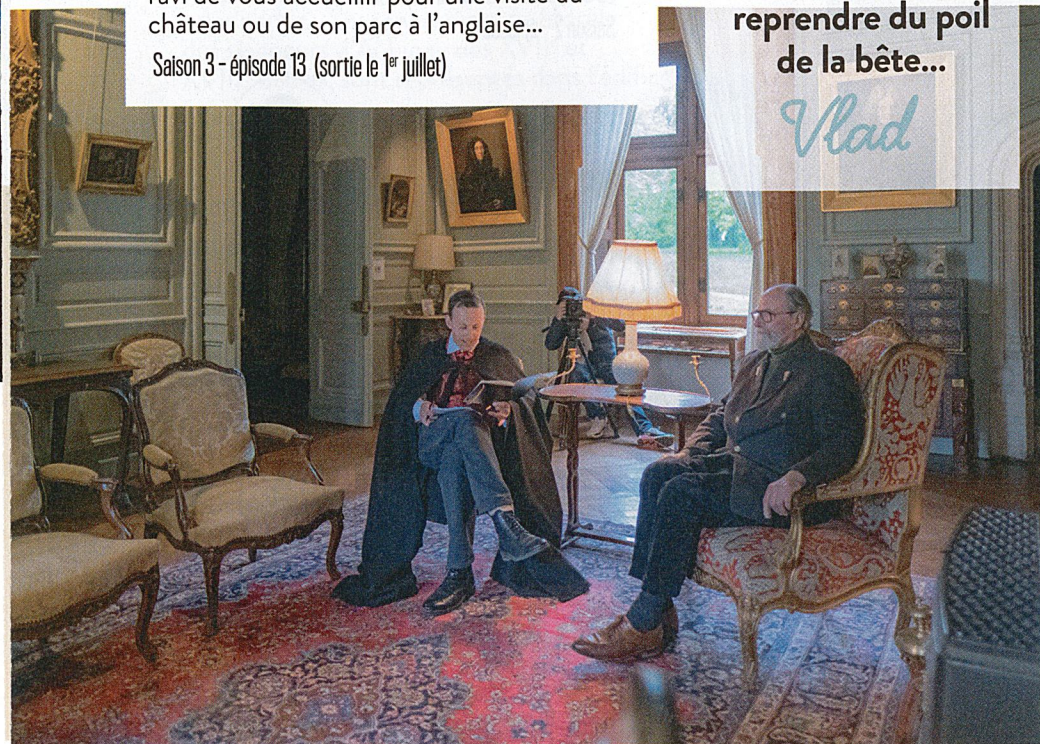 ravi de vous accueillir pour une visite du
château ou de son parc à l'anglaise...
Saison 3 - épisode 13 (sortie le 1er juillet)
reprendre du poil
de la bête...
Vlad